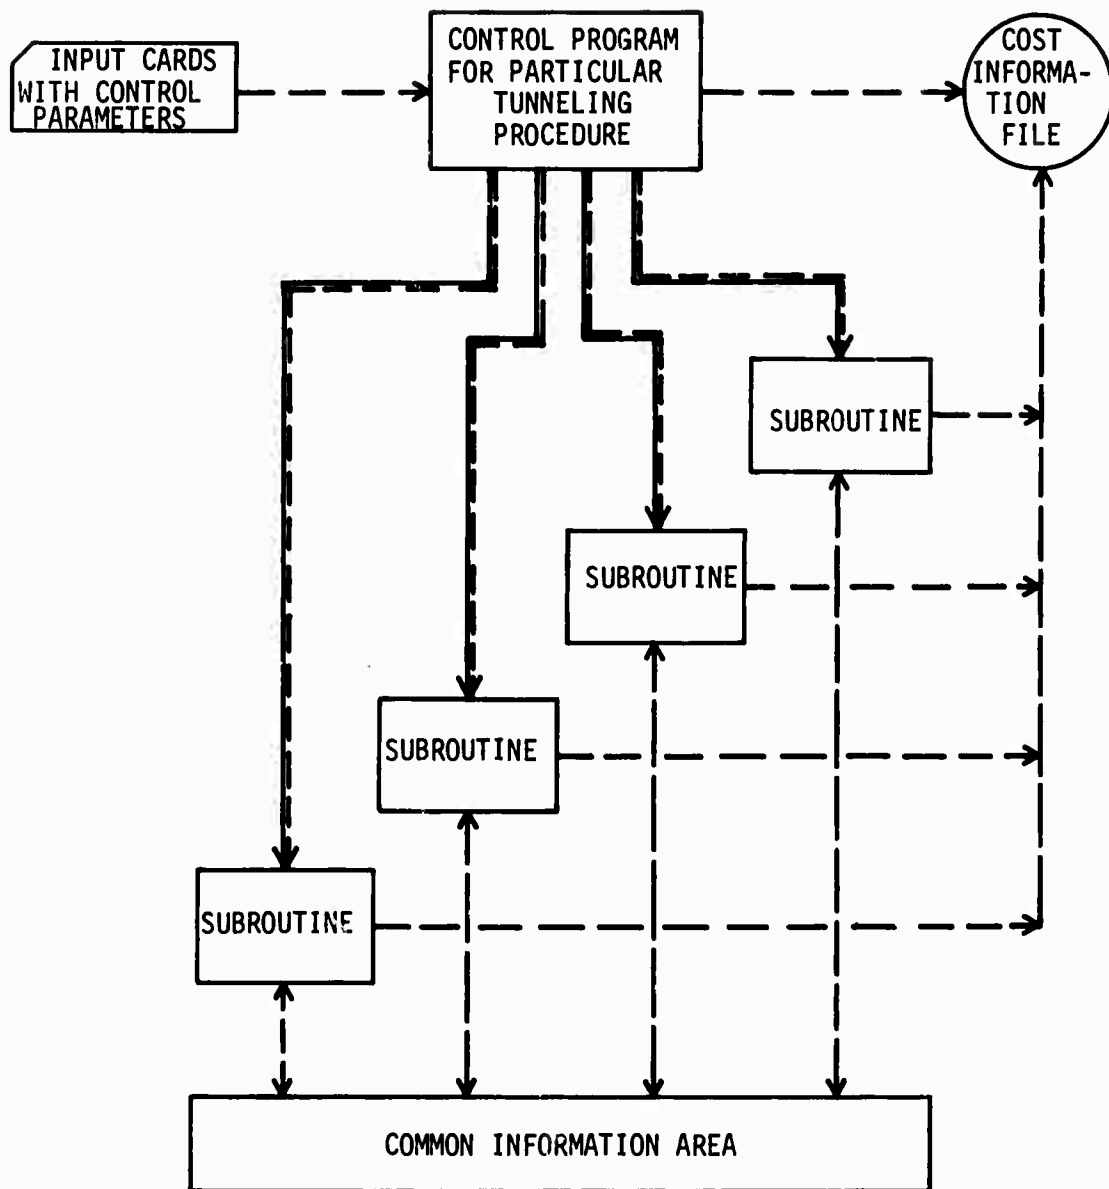 INPUT CARDS
WITH CONTROL
PARAMETERS
CONTROL PROGRAM
FOR PARTICULAR
TUNNELING
PROCEDURE
COST
INFORMA-
TION
FILE
SUBROUTINE
SUBROUTINE
SUBROUTINE
SUBROUTINE
COMMON INFORMATION AREA